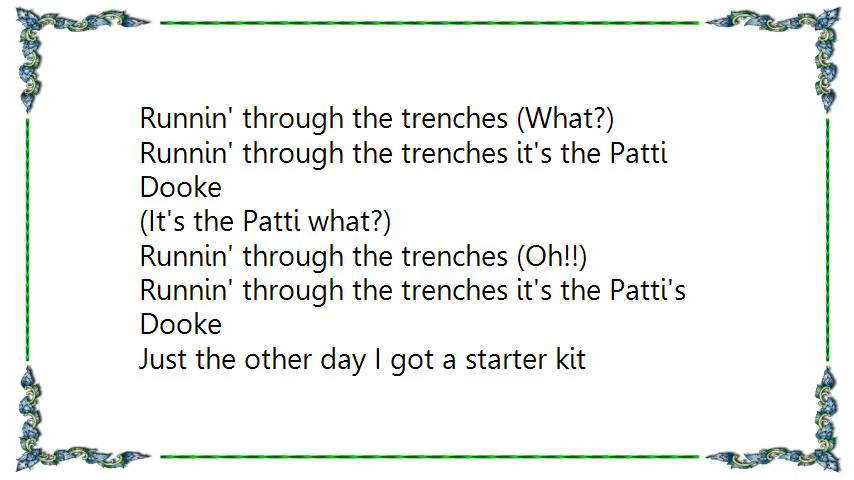 Runnin' through the trenches (What?)
Runnin' through the trenches it's the Patti
Dooke
(It's the Patti what?)
Runnin' through the trenches (Oh!!)
Runnin' through the trenches it's the Patti's
Dooke
Just the other day I got a starter kit